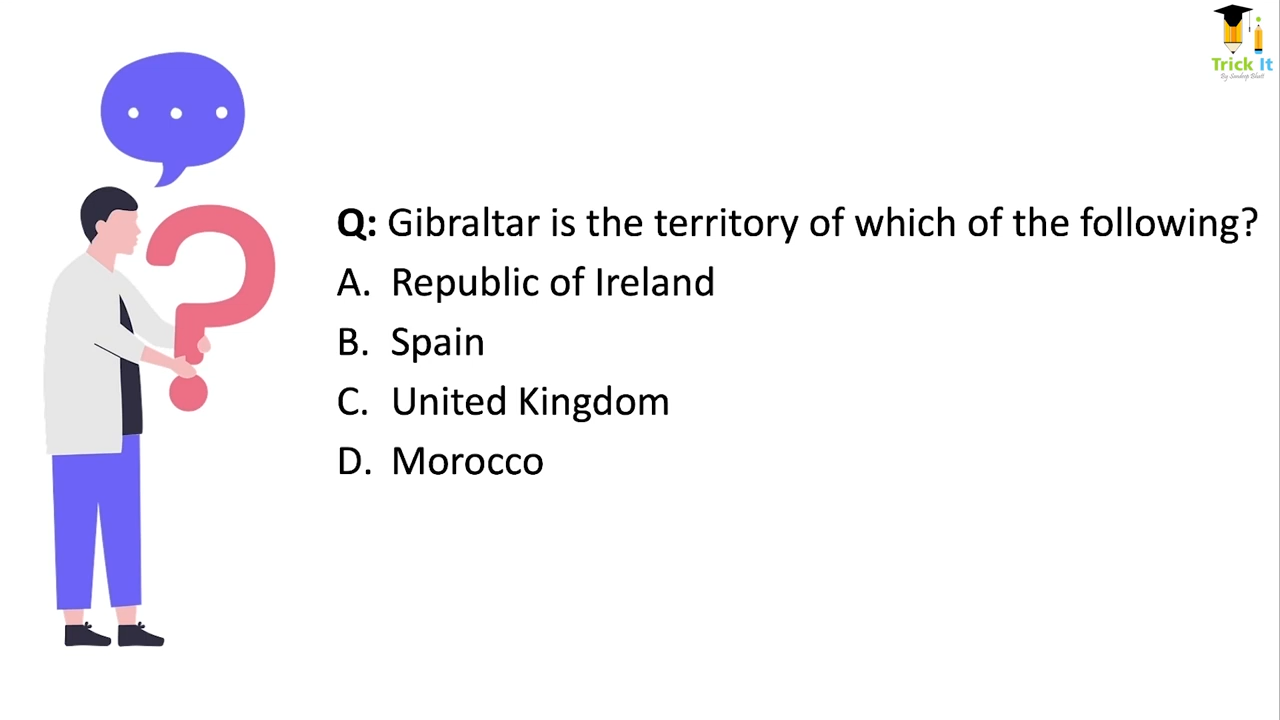 Trick It
By Sandeep Bhatt
Q: Gibraltar is the territory of which of the following?
A. Republic of Ireland
B. Spain
C. United Kingdom
D. Morocco